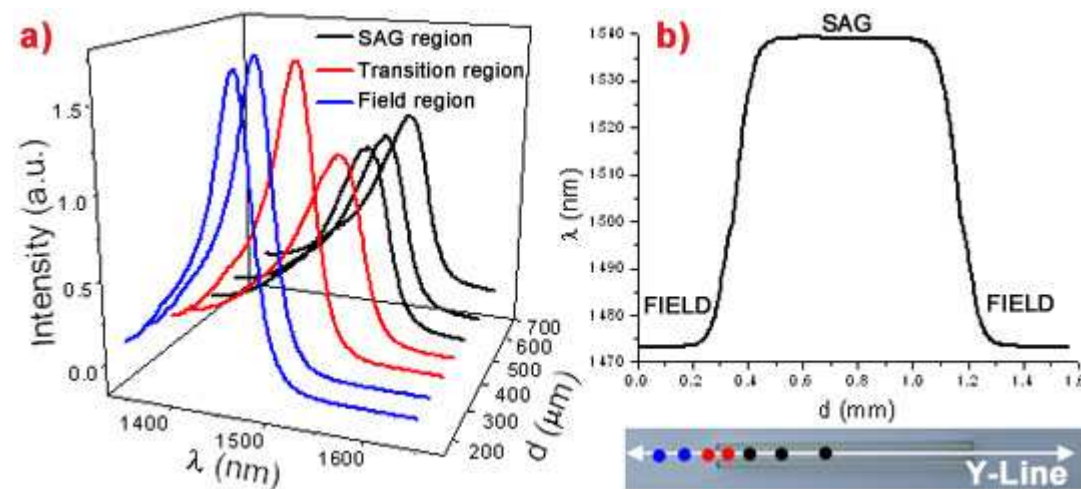 a)
SAG region
Transition region
Field region
Intensity (a.u.)
1.5
1.0
0.5
0.0
1400
1500
1600
λ (nm)
200
300
400
500
600
700
d (μm)
b)
SAG
FIELD
FIELD
λ (nm)
1540
1530
1520
1510
1500
1490
1480
1470
0.0 0.2 0.4 0.6 0.8 1.0 1.2 1.4 1.6
d (mm)
Y-Line